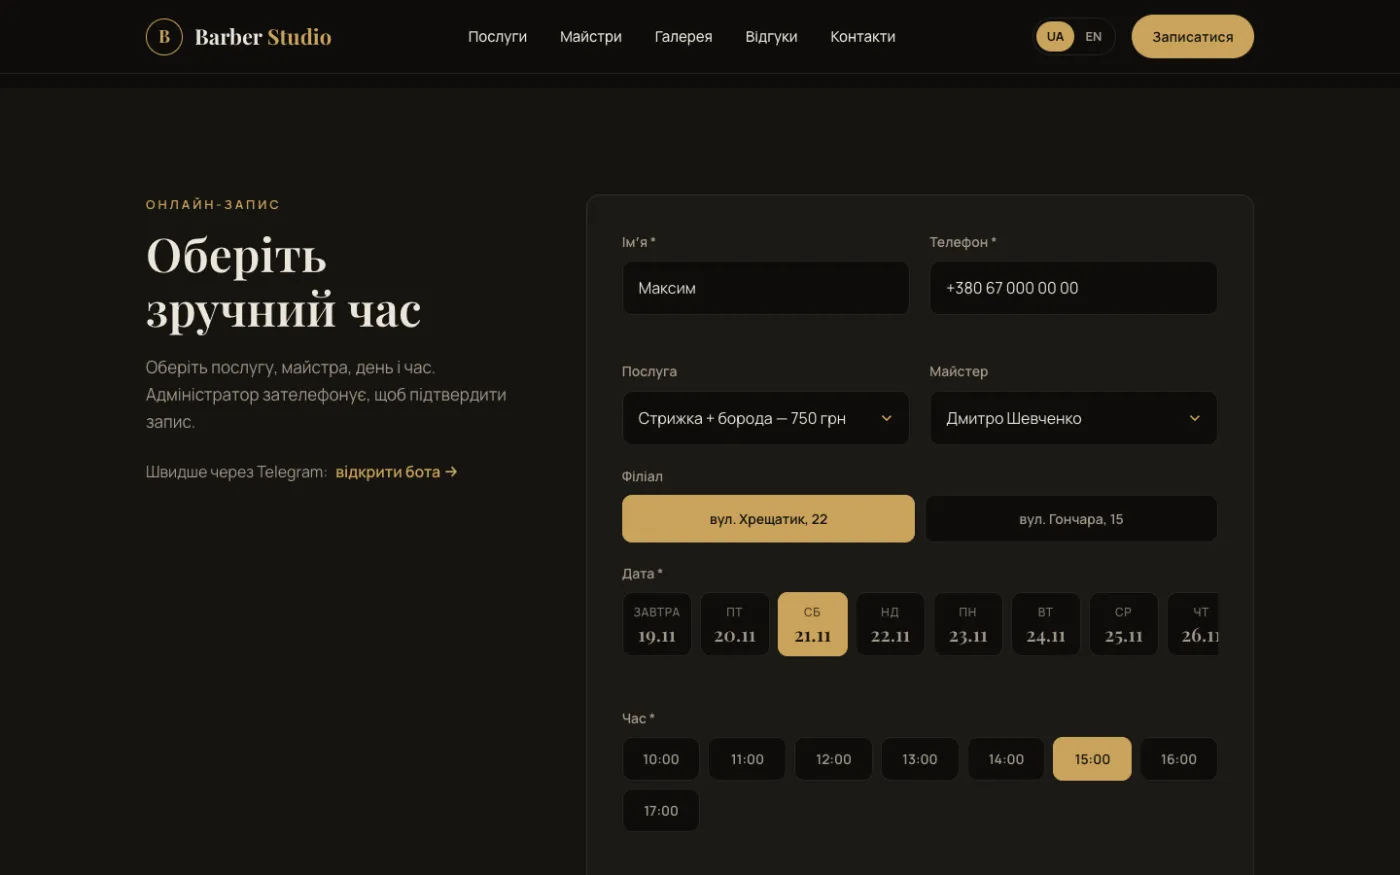 B Barber Studio
Послуги Майстри Галерея Відгуки Контакти
UA EN
Записатися
ОНЛАЙН-ЗАПИС
Оберіть
зручний час
Оберіть послугу, майстра, день і час.
Адміністратор зателефонує, щоб підтвердити
запис.
Швидше через Telegram: відкрити бота →
Ім'я * Телефон *
Максим +380 67 000 00 00
Послуга Майстер
Стрижка + борода — 750 грн Дмитро Шевченко
Філіал
вул. Хрещатик, 22 вул. Гончара, 15
Дата *
ЗАВТРА ПТ СБ НД ПН ВТ СР ЧТ
19.11 20.11 21.11 22.11 23.11 24.11 25.11 26.11
Час *
10:00 11:00 12:00 13:00 14:00 15:00 16:00
17:00